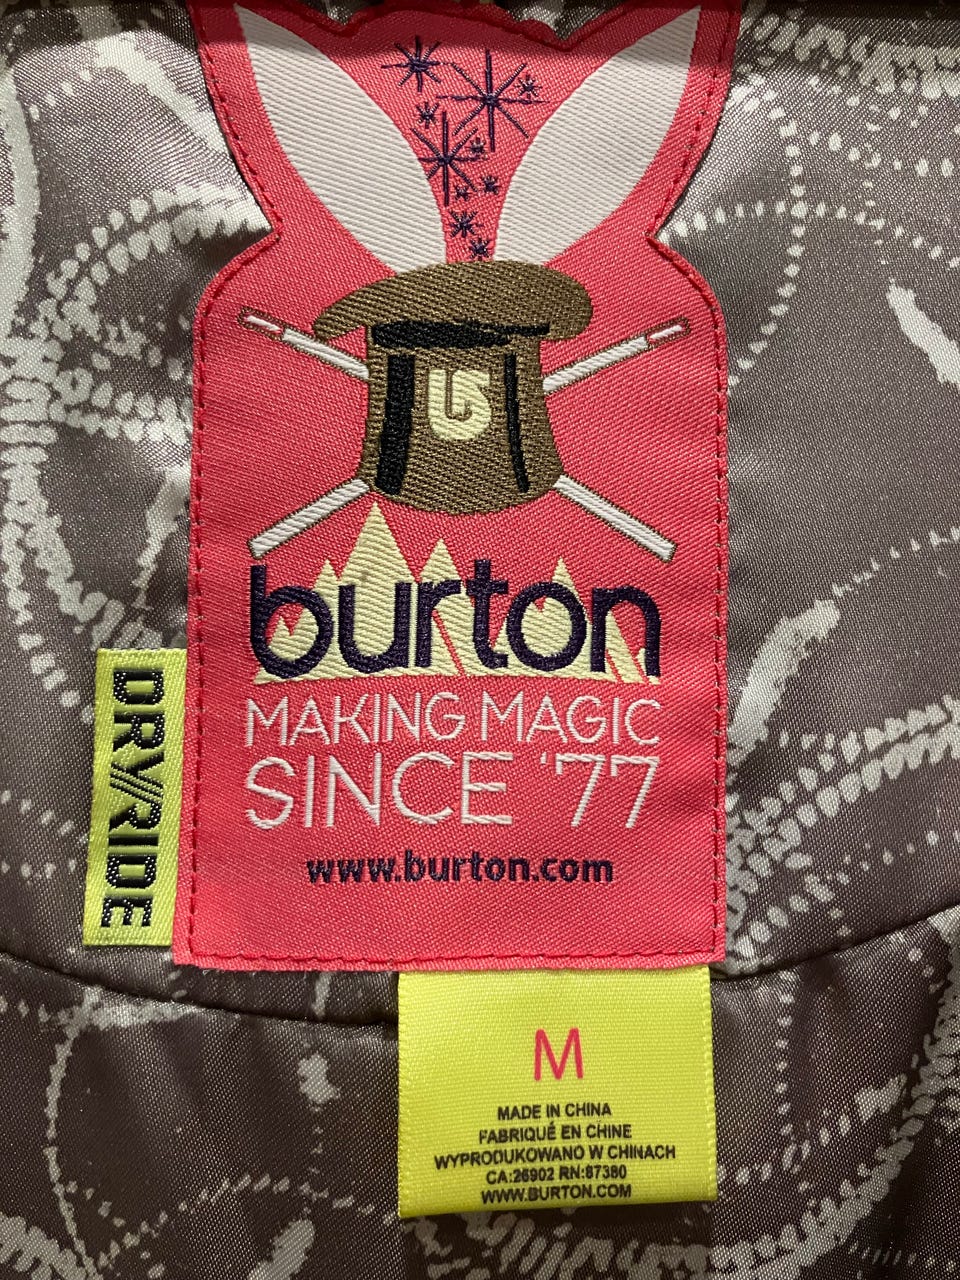 burton
MAKING MAGIC
SINCE '77
www.burton.com
DRYRIDE
M
MADE IN CHINA
FABRIQUÉ EN CHINE
WYPRODUKOWANO W CHINACH
CA:26902 RN:87380
WWW.BURTON.COM